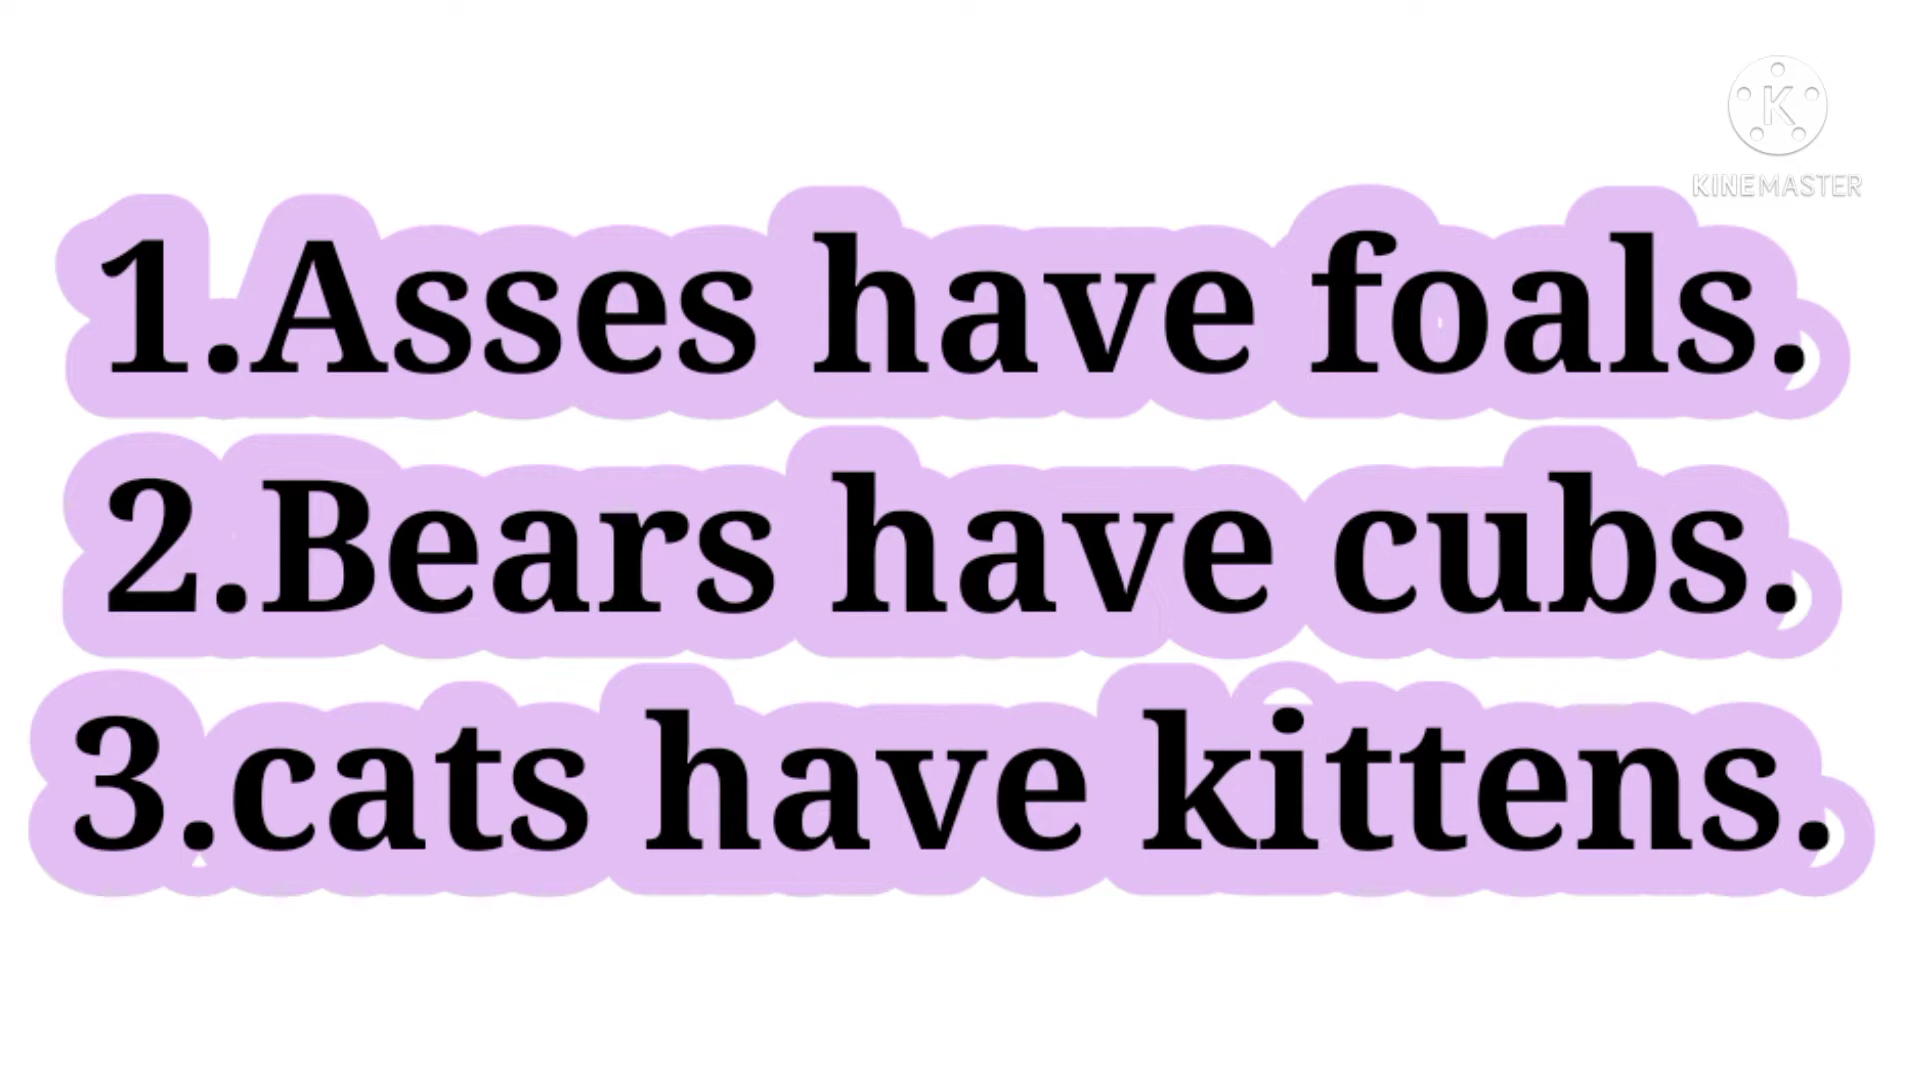 KINEMASTER
1.Asses have foals.
2.Bears have cubs.
3.cats have kittens.